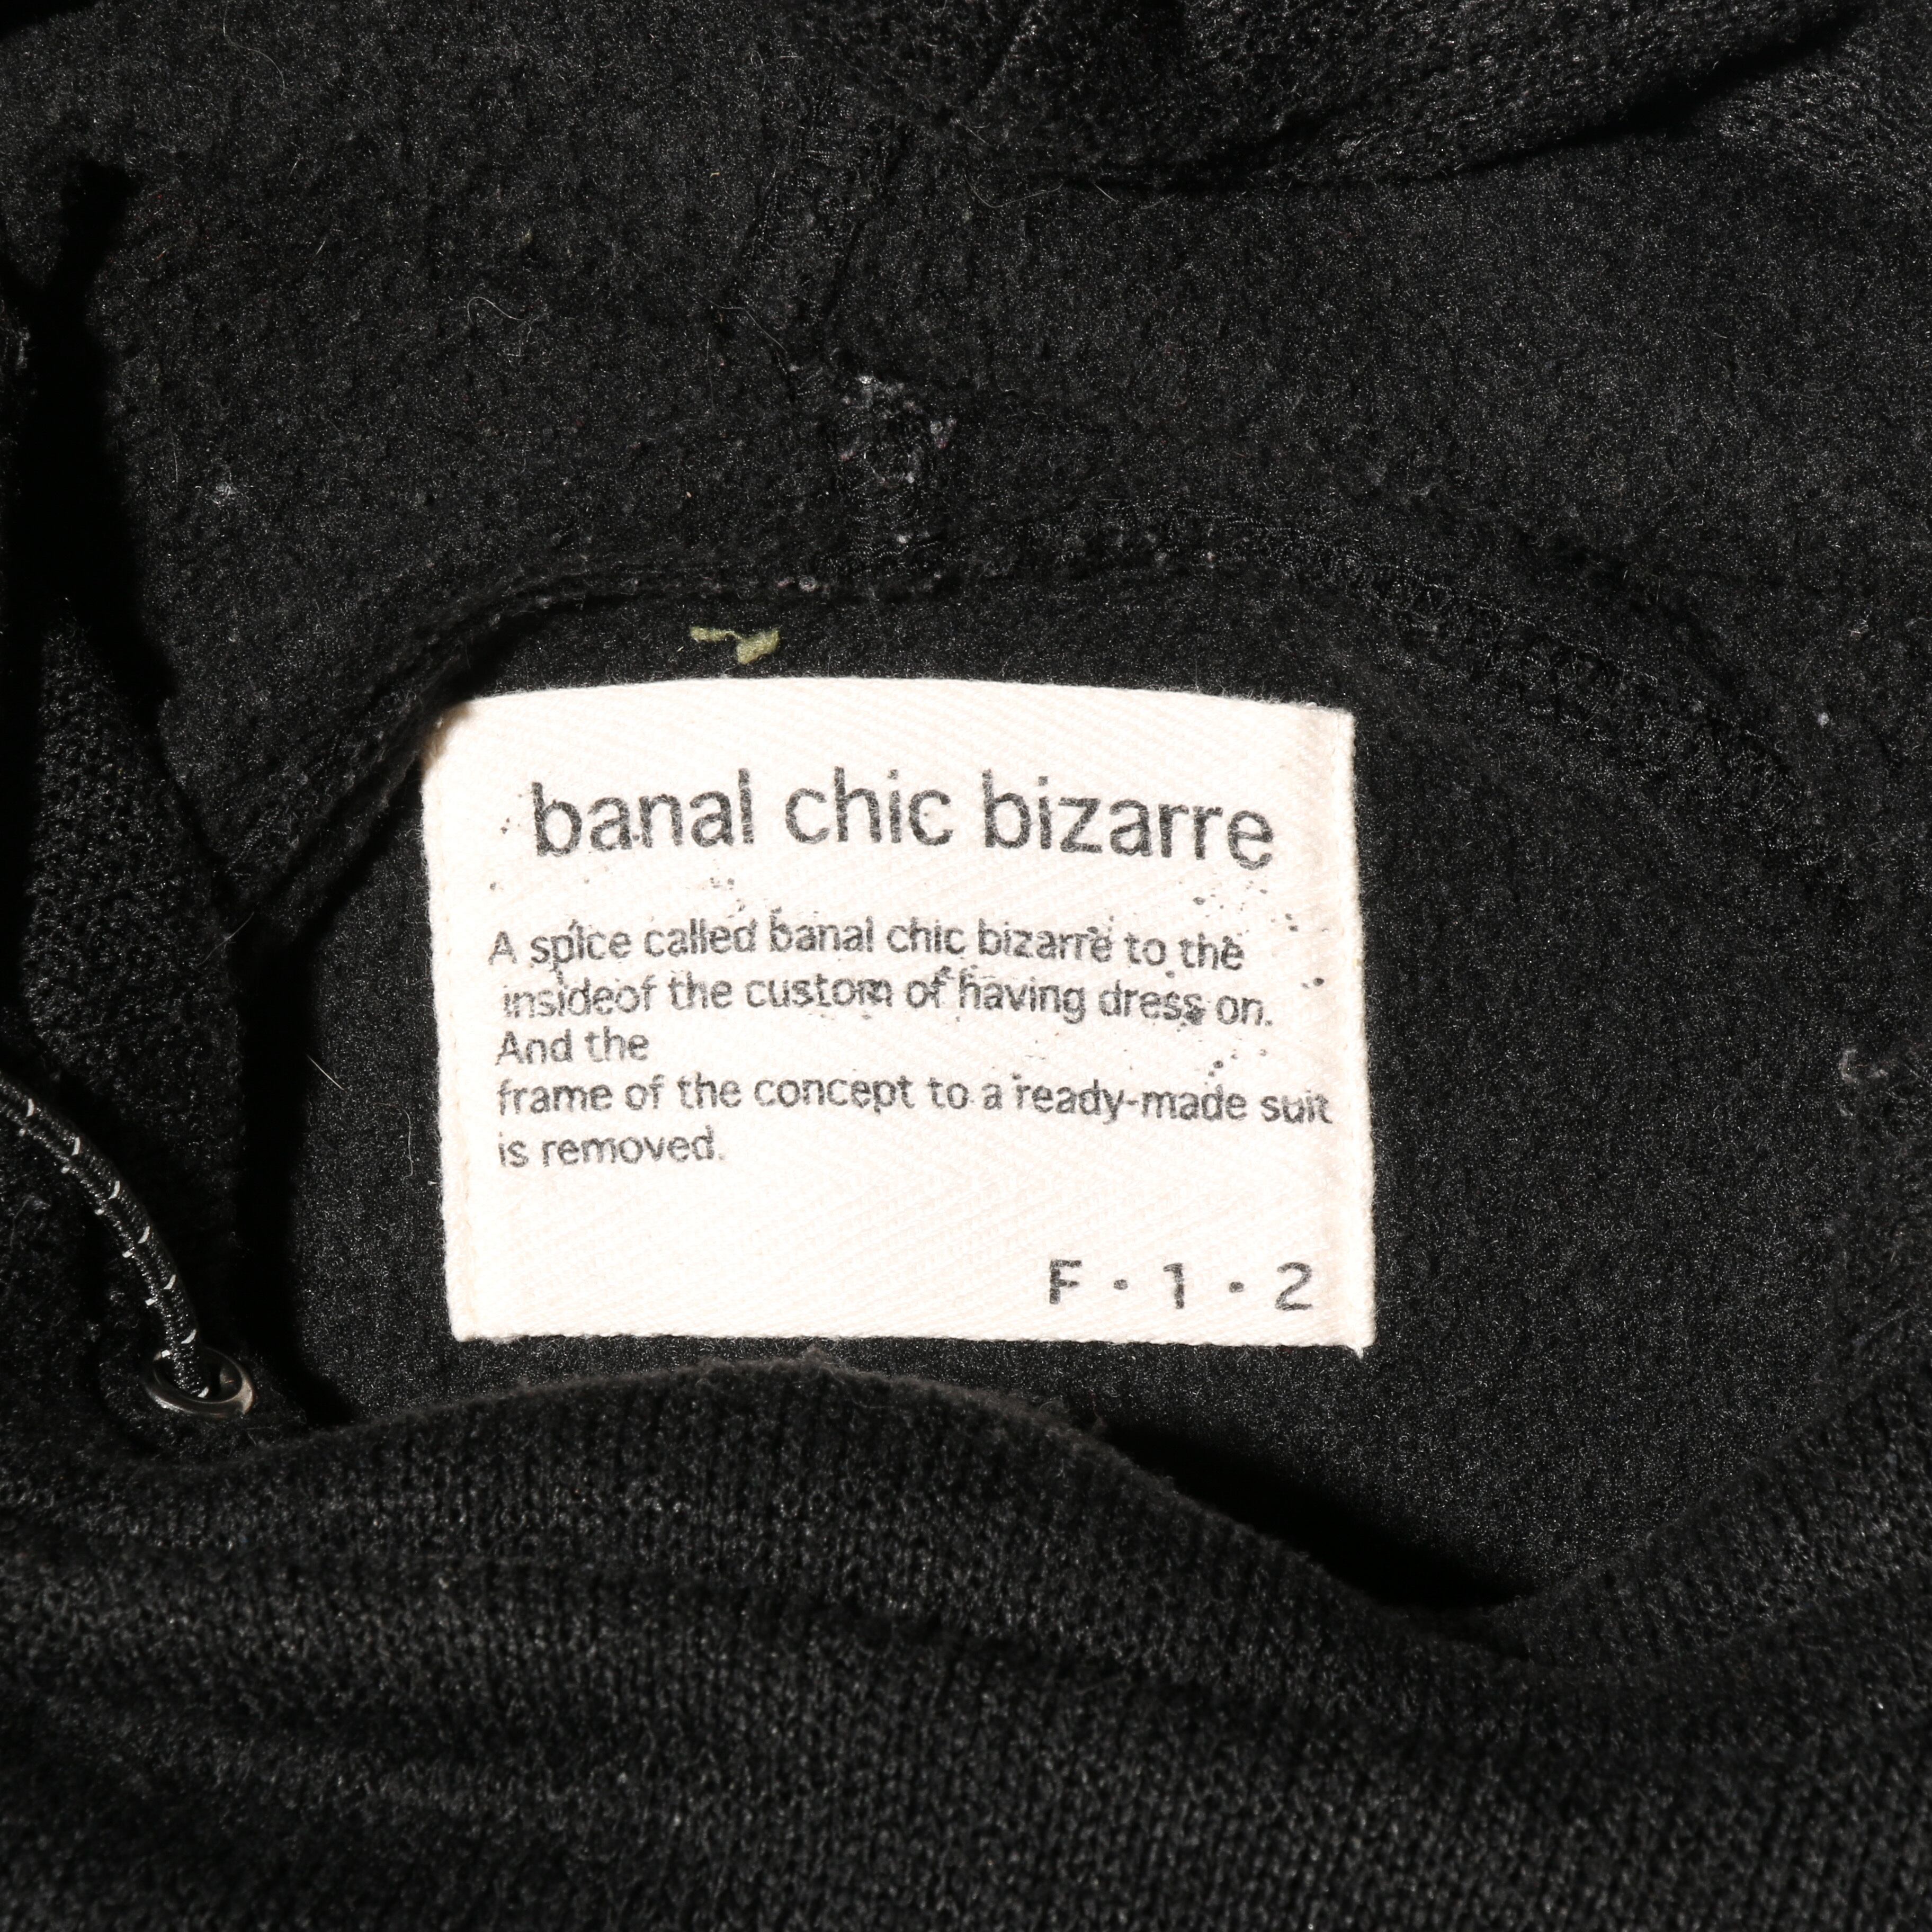 banal chic bizarre
A spice called banal chic bizarre to the
insideof the custom of having dress on.
And the
frame of the concept to a ready-made suit
is removed.
F · 1 · 2